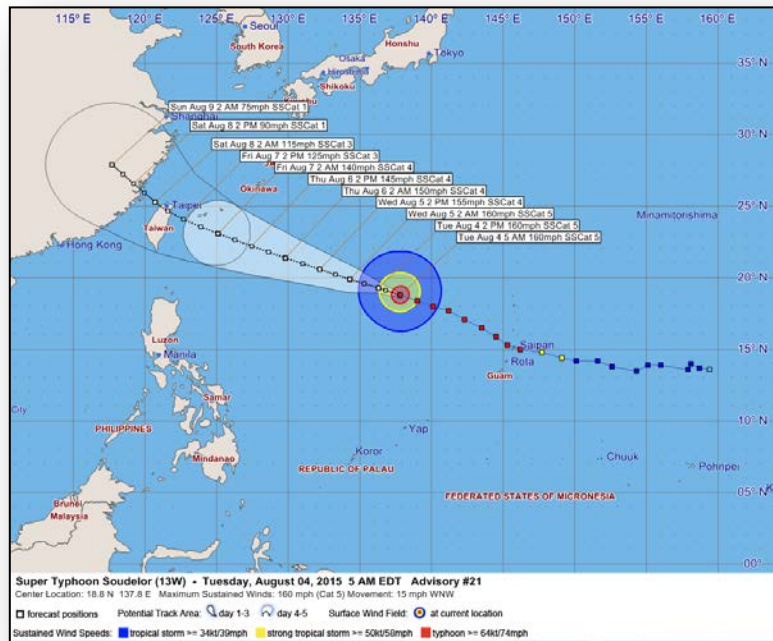 115° E 120° E 125° E 130° E 135° E 140° E 145° E 150° E 155° E 160° E
Seoul
South Korea
Honshu
Tokyo
Osaka
Hiroshima
Shikoku
35° N
Sun Aug 9 2 AM 75mph SSCat 1
Shanghai
Sat Aug 8 2 PM 90mph SSCat 1
30° N
Sat Aug 8 2 AM 115mph SSCat 3
Fri Aug 7 2 PM 125mph SSCat 3
Fri Aug 7 2 AM 140mph SSCat 4
Thu Aug 6 2 PM 145mph SSCat 4
Okinawa
Thu Aug 6 2 AM 150mph SSCat 4
Wed Aug 5 2 PM 155mph SSCat 4
Taipei
Wed Aug 5 2 AM 160mph SSCat 5
Minamitorishima
25° N
Tue Aug 4 2 PM 160mph SSCat 5
Taiwan
Tue Aug 4 5 AM 160mph SSCat 5
Hong Kong
20° N
Luzon
Manila
Saipan
Rota
15° N
Guam
Samar
City
PHILIPPINES
Yap
10° N
Mindanao
Koror
REPUBLIC OF PALAU
Chuuk
Pohnpei
Brunei
Malaysia
FEDERATED STATES OF MICRONESIA
05° N
00°
Super Typhoon Soudelor (13W) - Tuesday, August 04, 2015 5 AM EDT Advisory #21
Center Location: 18.8 N 137.8 E Maximum Sustained Winds: 160 mph (Cat 5) Movement: 15 mph WNW
forecast positions Potential Track Area: day 1-3 day 4-5 Surface Wind Field: at current location
Sustained Wind Speeds: tropical storm >= 34kt/39mph strong tropical storm >= 50kt/58mph typhoon >= 64kt/74mph